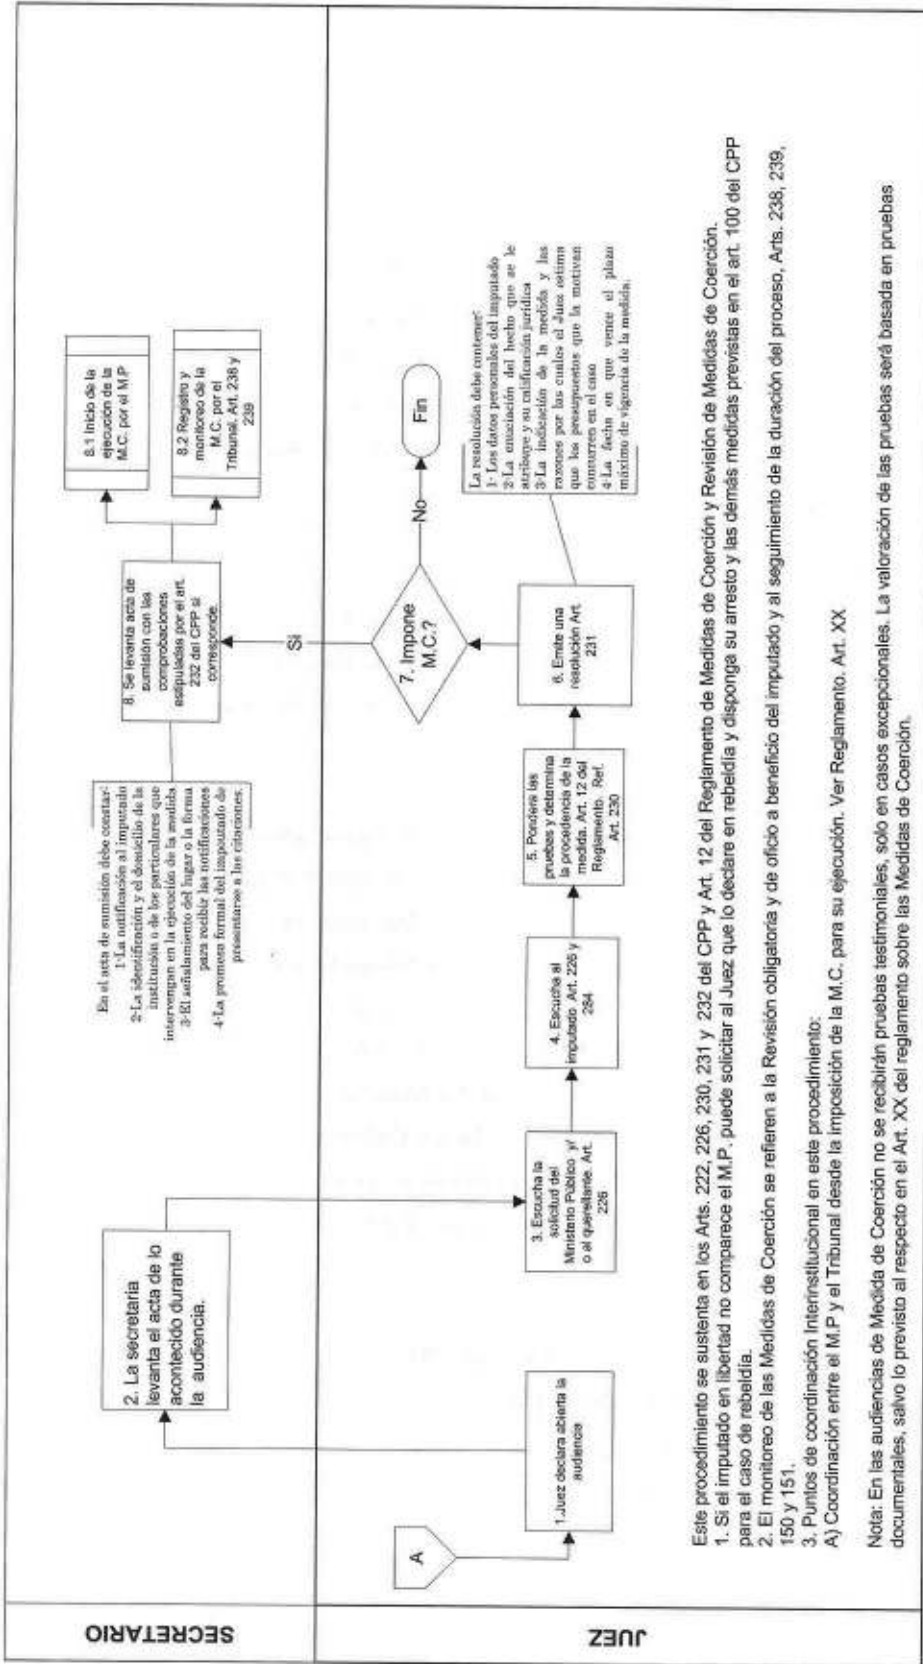 SECRETARIO
2. La secretaria
levanta el acta de lo
acontecido durante
la audiencia.
En el acta de sumisión debe constar:
1-La notificación al imputado
2-La identificación y el domicilio de la
institución o de los particulares que
intervengan en la ejecución de la medida
3-El señalamiento del lugar o la forma
para recibir las notificaciones
4-La promesa formal del imputado de
presentarse a las citaciones.
8. Se levanta acta de
sumisión con las
comprobaciones
estipuladas por el art.
232 del CPP si
corresponde.
8.1 Inicio de la
ejecución de la
M.C. por el M.P
8.2 Registro y
monitoreo de la
M.C. por el
Tribunal. Art. 238 y
239
JUEZ
A
1.Juez declara abierta la
audiencia
3. Escucha la
solicitud del
Ministerio Público y/
o al querellante. Art.
226
4. Escucha al
imputado Art. 226 y
284
5. Pondera las
pruebas y determina
la procedencia de la
medida. Art. 12 del
Reglamento. Ref.
Art. 230
6. Emite una
resolución Art.
231
7. Impone
M.C.?
Si
No
Fin
La resolución debe contener:
1- Los datos personales del imputado
2-La enunciación del hecho que se le
atribuye y su calificación jurídica
3-La indicación de la medida y las
razones por las cuales el Juez estima
que los presupuestos que la motivan
concurren en el caso
4-La fecha en que vence el plazo
máximo de vigencia de la medida.
Este procedimiento se sustenta en los Arts. 222, 226, 230, 231 y 232 del CPP y Art. 12 del Reglamento de Medidas de Coerción y Revisión de Medidas de Coerción.
1. Si el imputado en libertad no comparece el M.P. puede solicitar al Juez que lo declare en rebeldía y disponga su arresto y las demás medidas previstas en el art. 100 del CPP
para el caso de rebeldía.
2. El monitoreo de las Medidas de Coerción se refieren a la Revisión obligatoria y de oficio a beneficio del imputado y al seguimiento de la duración del proceso, Arts. 238, 239,
150 y 151.
3. Puntos de coordinación Interinstitucional en este procedimiento:
A) Coordinación entre el M.P y el Tribunal desde la imposición de la M.C. para su ejecución. Ver Reglamento. Art. XX
Nota: En las audiencias de Medida de Coerción no se recibirán pruebas testimoniales, solo en casos excepcionales. La valoración de las pruebas será basada en pruebas
documentales, salvo lo previsto al respecto en el Art. XX del reglamento sobre las Medidas de Coerción.